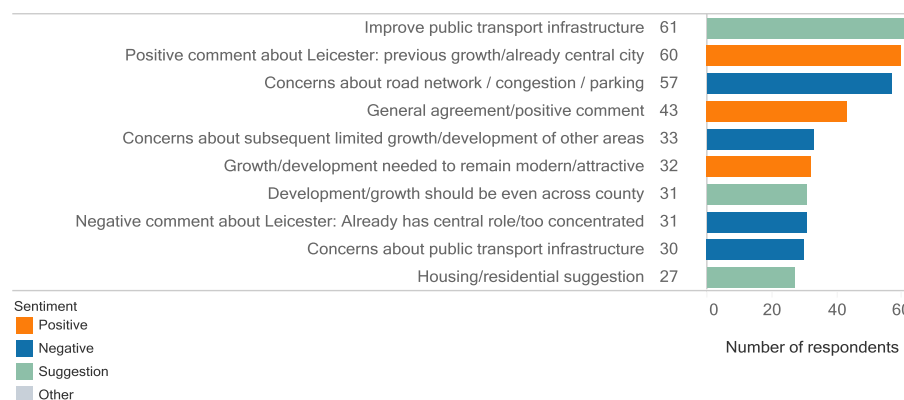 Improve public transport infrastructure 61
Positive comment about Leicester: previous growth/already central city 60
Concerns about road network / congestion / parking 57
General agreement/positive comment 43
Concerns about subsequent limited growth/development of other areas 33
Growth/development needed to remain modern/attractive 32
Development/growth should be even across county 31
Negative comment about Leicester: Already has central role/too concentrated 31
Concerns about public transport infrastructure 30
Housing/residential suggestion 27
0 20 40 60
Number of respondents
Sentiment
Positive
Negative
Suggestion
Other